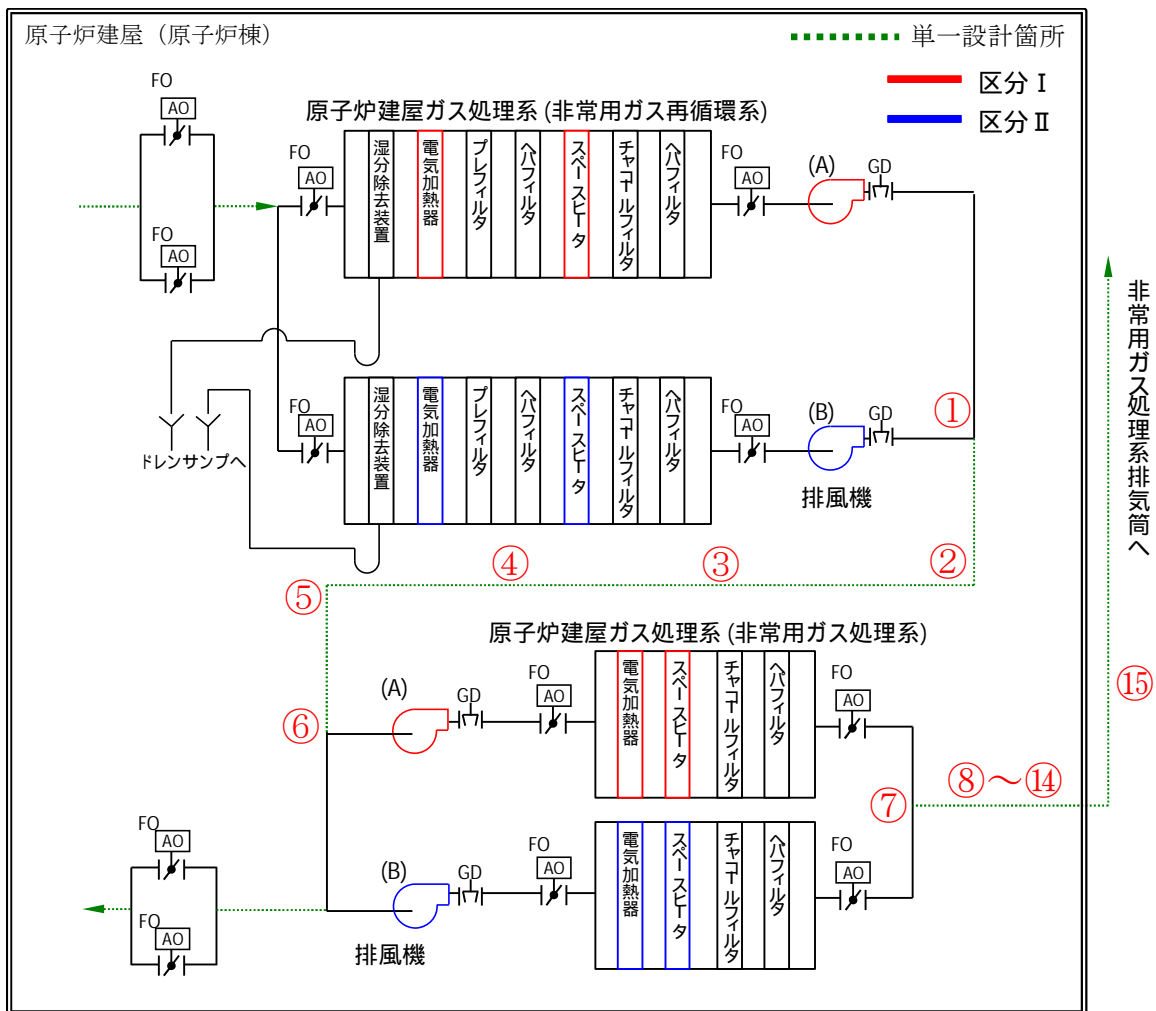 原子炉建屋（原子炉棟）
単一設計箇所
区分Ⅰ
区分Ⅱ
原子炉建屋ガス処理系(非常用ガス再循環系)
FO
AO
FO
AO
FO
AO
湿分除去装置
電気加熱器
プレフィルタ
ヘパフィルタ
スペースヒータ
チャコールフィルタ
ヘパフィルタ
FO
AO
(A)
GD
FO
AO
湿分除去装置
電気加熱器
プレフィルタ
ヘパフィルタ
スペースヒータ
チャコールフィルタ
ヘパフィルタ
FO
AO
(B)
GD
排風機
ドレンサンプへ
①
②
③
④
⑤
原子炉建屋ガス処理系(非常用ガス処理系)
⑥
(A)
GD
FO
AO
電気加熱器
スペースヒータ
チャコールフィルタ
ヘパフィルタ
FO
AO
(B)
GD
FO
AO
電気加熱器
スペースヒータ
チャコールフィルタ
ヘパフィルタ
FO
AO
排風機
FO
AO
FO
AO
⑦
⑧～⑭
⑮
非常用ガス処理系排気筒へ